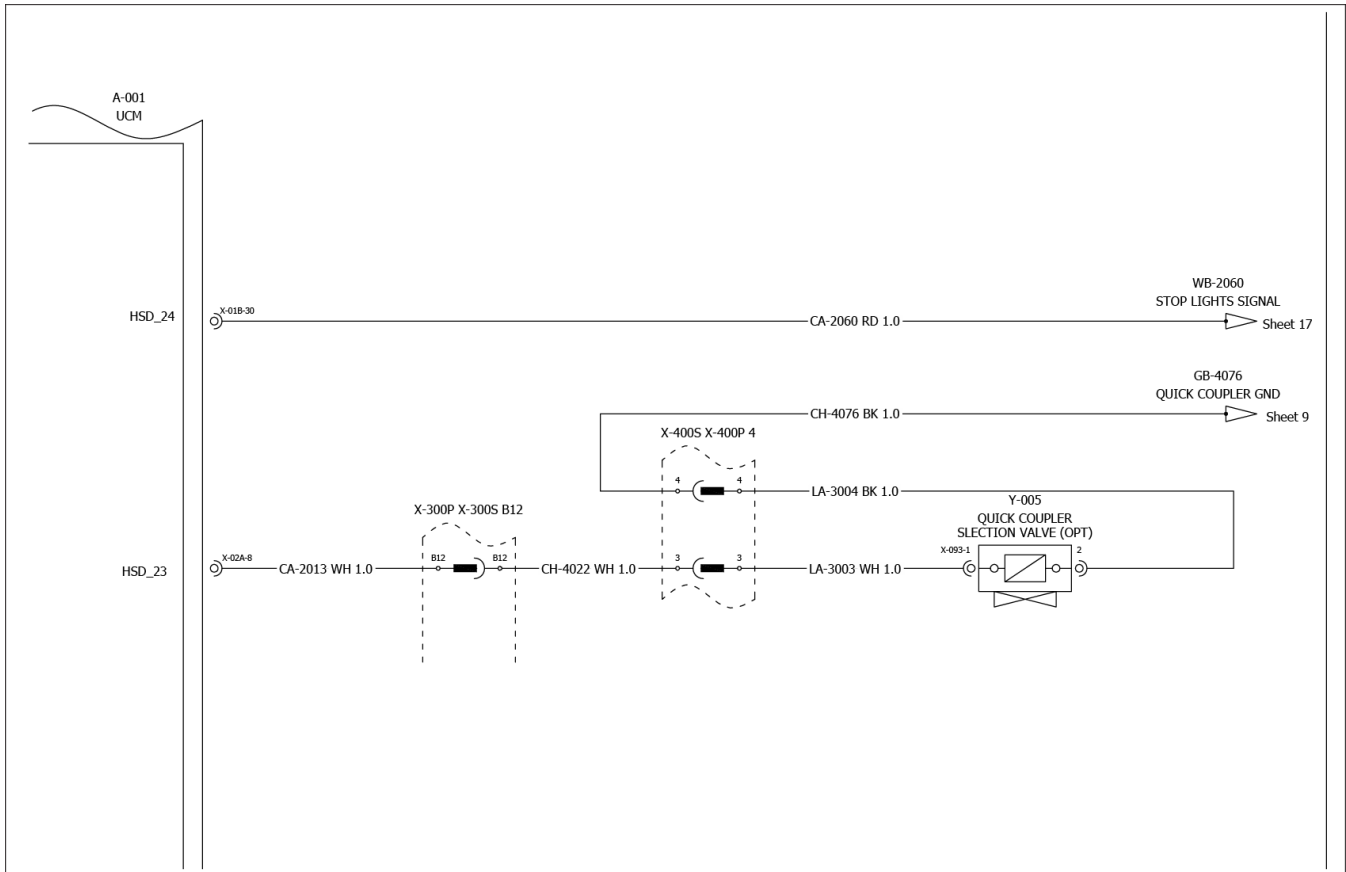 A-001
UCM
HSD_24
X-01B-30
CA-2060 RD 1.0
WB-2060
STOP LIGHTS SIGNAL
Sheet 17
GB-4076
QUICK COUPLER GND
Sheet 9
CH-4076 BK 1.0
X-400S X-400P 4
4
4
LA-3004 BK 1.0
Y-005
QUICK COUPLER
SLECTION VALVE (OPT)
X-300P X-300S B12
HSD_23
X-02A-8
CA-2013 WH 1.0
B12
B12
CH-4022 WH 1.0
3
3
LA-3003 WH 1.0
X-093-1
2